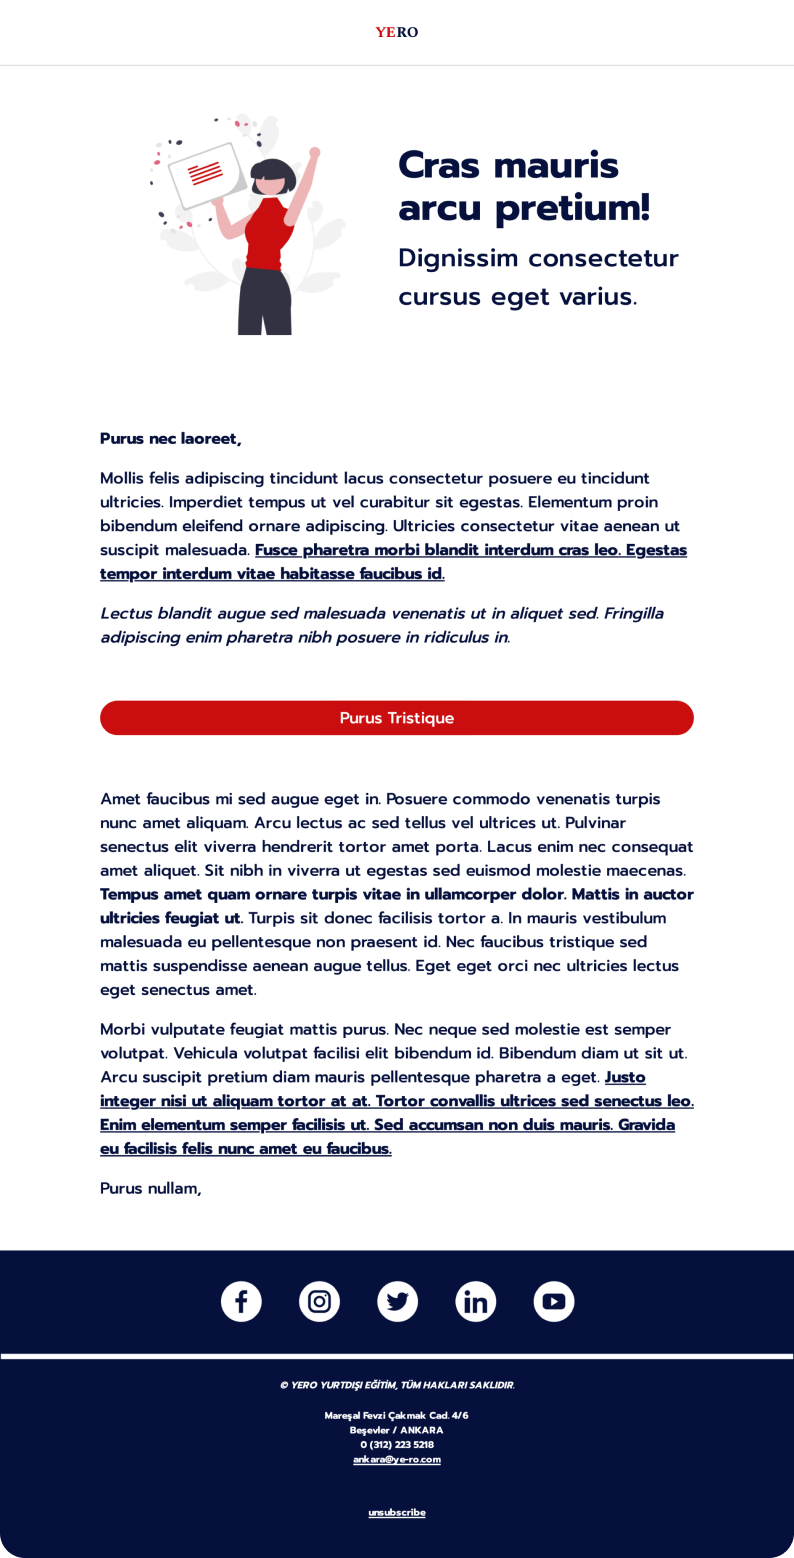 YERO
Cras mauris
arcu pretium!
Dignissim consectetur
cursus eget varius.
Purus nec laoreet,
Mollis felis adipiscing tincidunt lacus consectetur posuere eu tincidunt
ultricies. Imperdiet tempus ut vel curabitur sit egestas. Elementum proin
bibendum eleifend ornare adipiscing. Ultricies consectetur vitae aenean ut
suscipit malesuada. Fusce pharetra morbi blandit interdum cras leo. Egestas
tempor interdum vitae habitasse faucibus id.
Lectus blandit augue sed malesuada venenatis ut in aliquet sed. Fringilla
adipiscing enim pharetra nibh posuere in ridiculus in.
Purus Tristique
Amet faucibus mi sed augue eget in. Posuere commodo venenatis turpis
nunc amet aliquam. Arcu lectus ac sed tellus vel ultrices ut. Pulvinar
senectus elit viverra hendrerit tortor amet porta. Lacus enim nec consequat
amet aliquet. Sit nibh in viverra ut egestas sed euismod molestie maecenas.
Tempus amet quam ornare turpis vitae in ullamcorper dolor. Mattis in auctor
ultricies feugiat ut. Turpis sit donec facilisis tortor a. In mauris vestibulum
malesuada eu pellentesque non praesent id. Nec faucibus tristique sed
mattis suspendisse aenean augue tellus. Eget eget orci nec ultricies lectus
eget senectus amet.
Morbi vulputate feugiat mattis purus. Nec neque sed molestie est semper
volutpat. Vehicula volutpat facilisi elit bibendum id. Bibendum diam ut sit ut.
Arcu suscipit pretium diam mauris pellentesque pharetra a eget. Justo
integer nisi ut aliquam tortor at at. Tortor convallis ultrices sed senectus leo.
Enim elementum semper facilisis ut. Sed accumsan non duis mauris. Gravida
eu facilisis felis nunc amet eu faucibus.
Purus nullam,
© YERO YURTDIŞI EĞİTİM, TÜM HAKLARI SAKLIDIR.
Mareşal Fevzi Çakmak Cad. 4/6
Beşevler / ANKARA
0 (312) 223 5218
ankara@ye-ro.com
unsubscribe